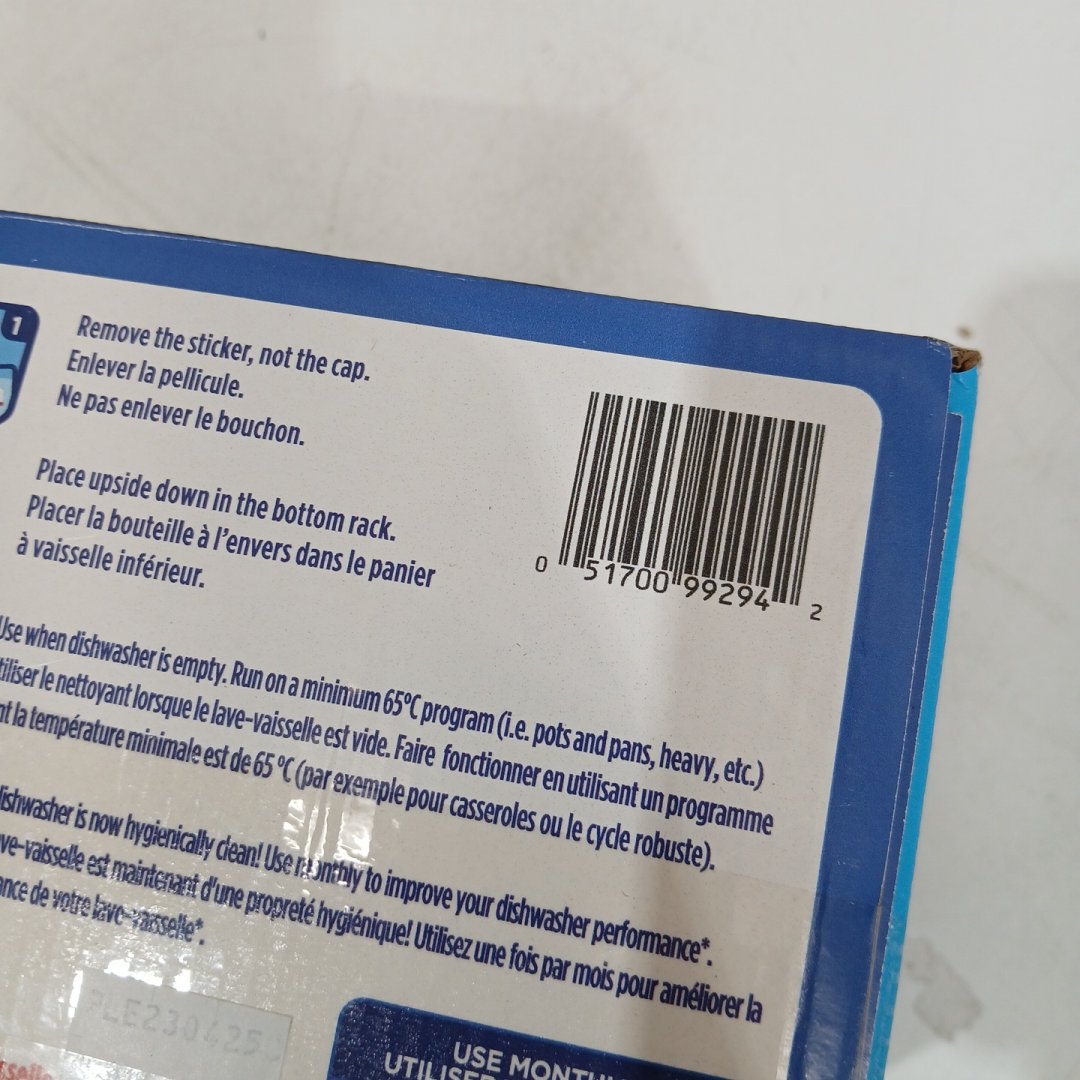 1
Remove the sticker, not the cap.
Enlever la pellicule.
Ne pas enlever le bouchon.
Place upside down in the bottom rack.
Placer la bouteille à l'envers dans le panier
à vaisselle inférieur.
0 51700 99294 2
Use when dishwasher is empty. Run on a minimum 65°C program (i.e. pots and pans, heavy, etc.)
tiliser le nettoyant lorsque le lave-vaisselle est vide. Faire fonctionner en utilisant un programme
nt la température minimale est de 65 °C (par exemple pour casseroles ou le cycle robuste).
dishwasher is now hygienically clean! Use monthly to improve your dishwasher performance*.
ve-vaisselle est maintenant d'une propreté hygiénique! Utilisez une fois par mois pour améliorer la
ance de votre lave-vaisselle*.
USE MONTHLY